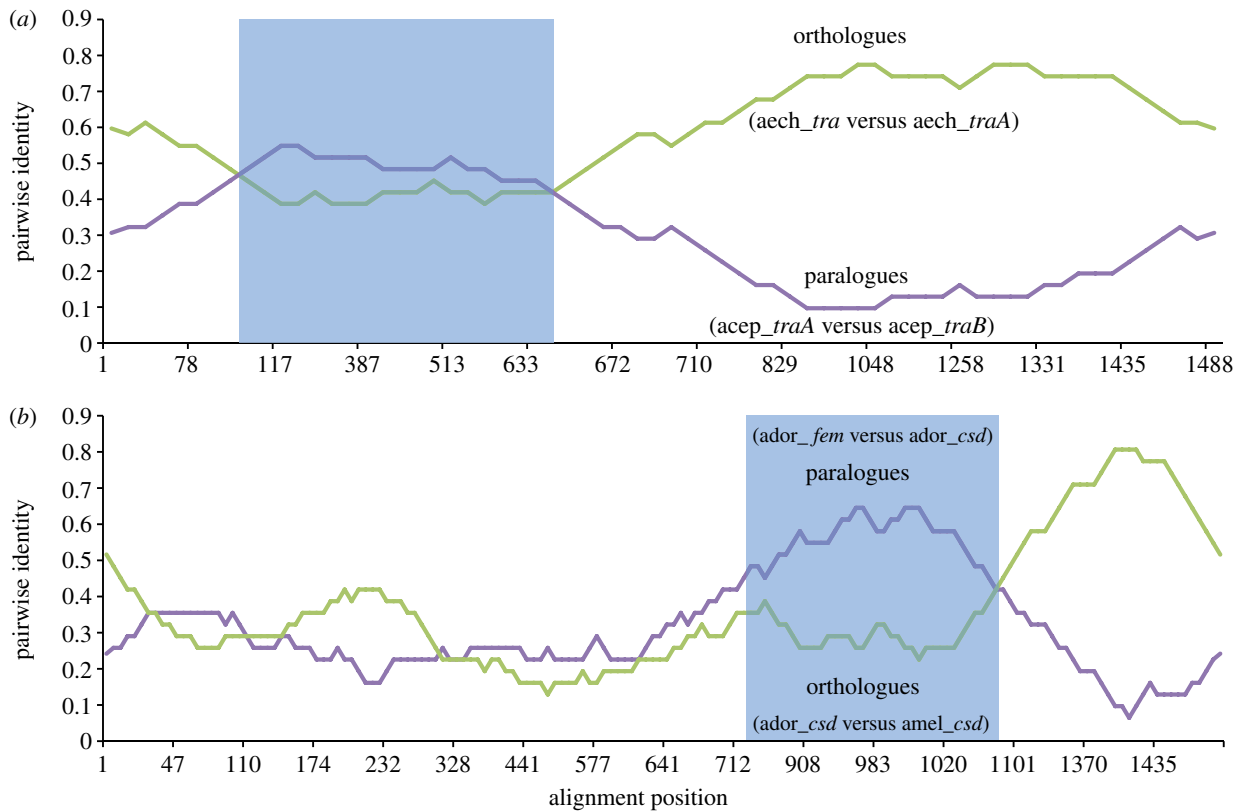 (a)
0.9
0.8
0.7
0.6
0.5
0.4
0.3
0.2
0.1
0
pairwise identity
orthologues
(aech_tra versus aech_traA)
paralogues
(acep_traA versus acep_traB)
1 78 117 387 513 633 672 710 829 1048 1258 1331 1435 1488
(b)
0.9
0.8
0.7
0.6
0.5
0.4
0.3
0.2
0.1
0
pairwise identity
(ador_fem versus ador_csd)
paralogues
orthologues
(ador_csd versus amel_csd)
1 47 110 174 232 328 441 577 641 712 908 983 1020 1101 1370 1435
alignment position